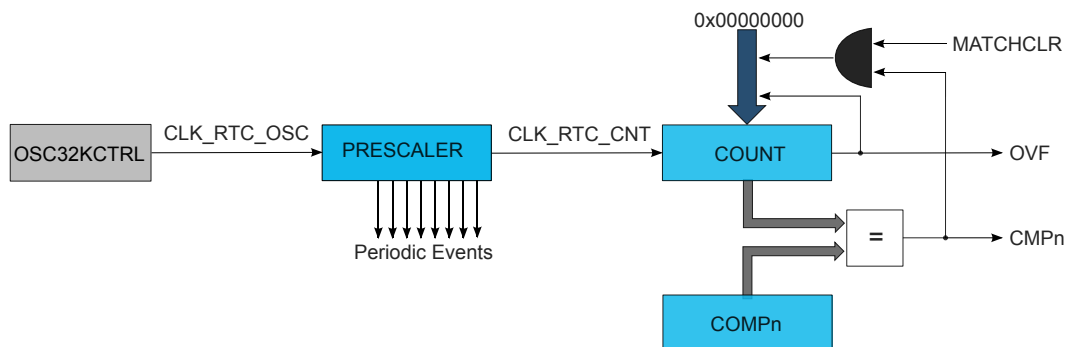 0x00000000
MATCHCLR
OSC32KCTRL
CLK_RTC_OSC
PRESCALER
CLK_RTC_CNT
COUNT
OVF
Periodic Events
=
CMPn
COMPn